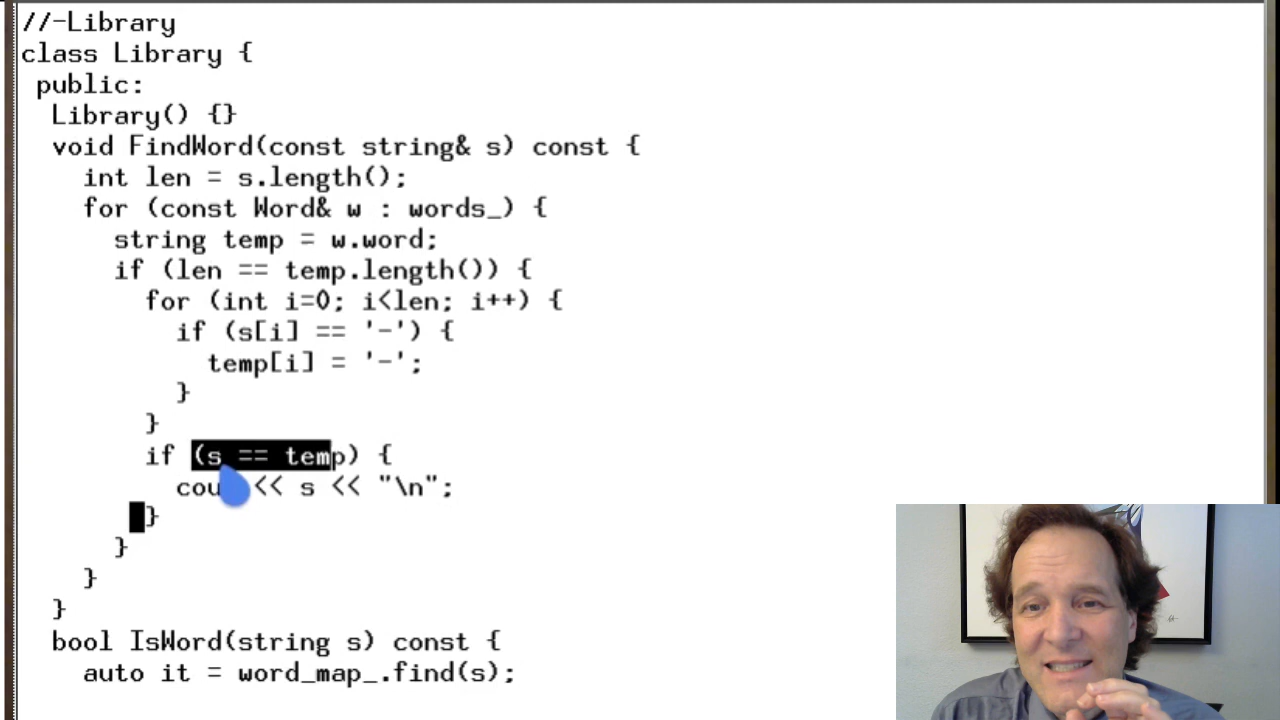 //-Library
class Library {
 public:
  Library() {}
  void FindWord(const string& s) const {
    int len = s.length();
    for (const Word& w : words_) {
      string temp = w.word;
      if (len == temp.length()) {
        for (int i=0; i<len; i++) {
          if (s[i] == '-') {
            temp[i] = '-';
          }
        }
        if (s == temp) {
          cou << s << "\n";
        }
      }
    }
  }
  bool IsWord(string s) const {
    auto it = word_map_.find(s);